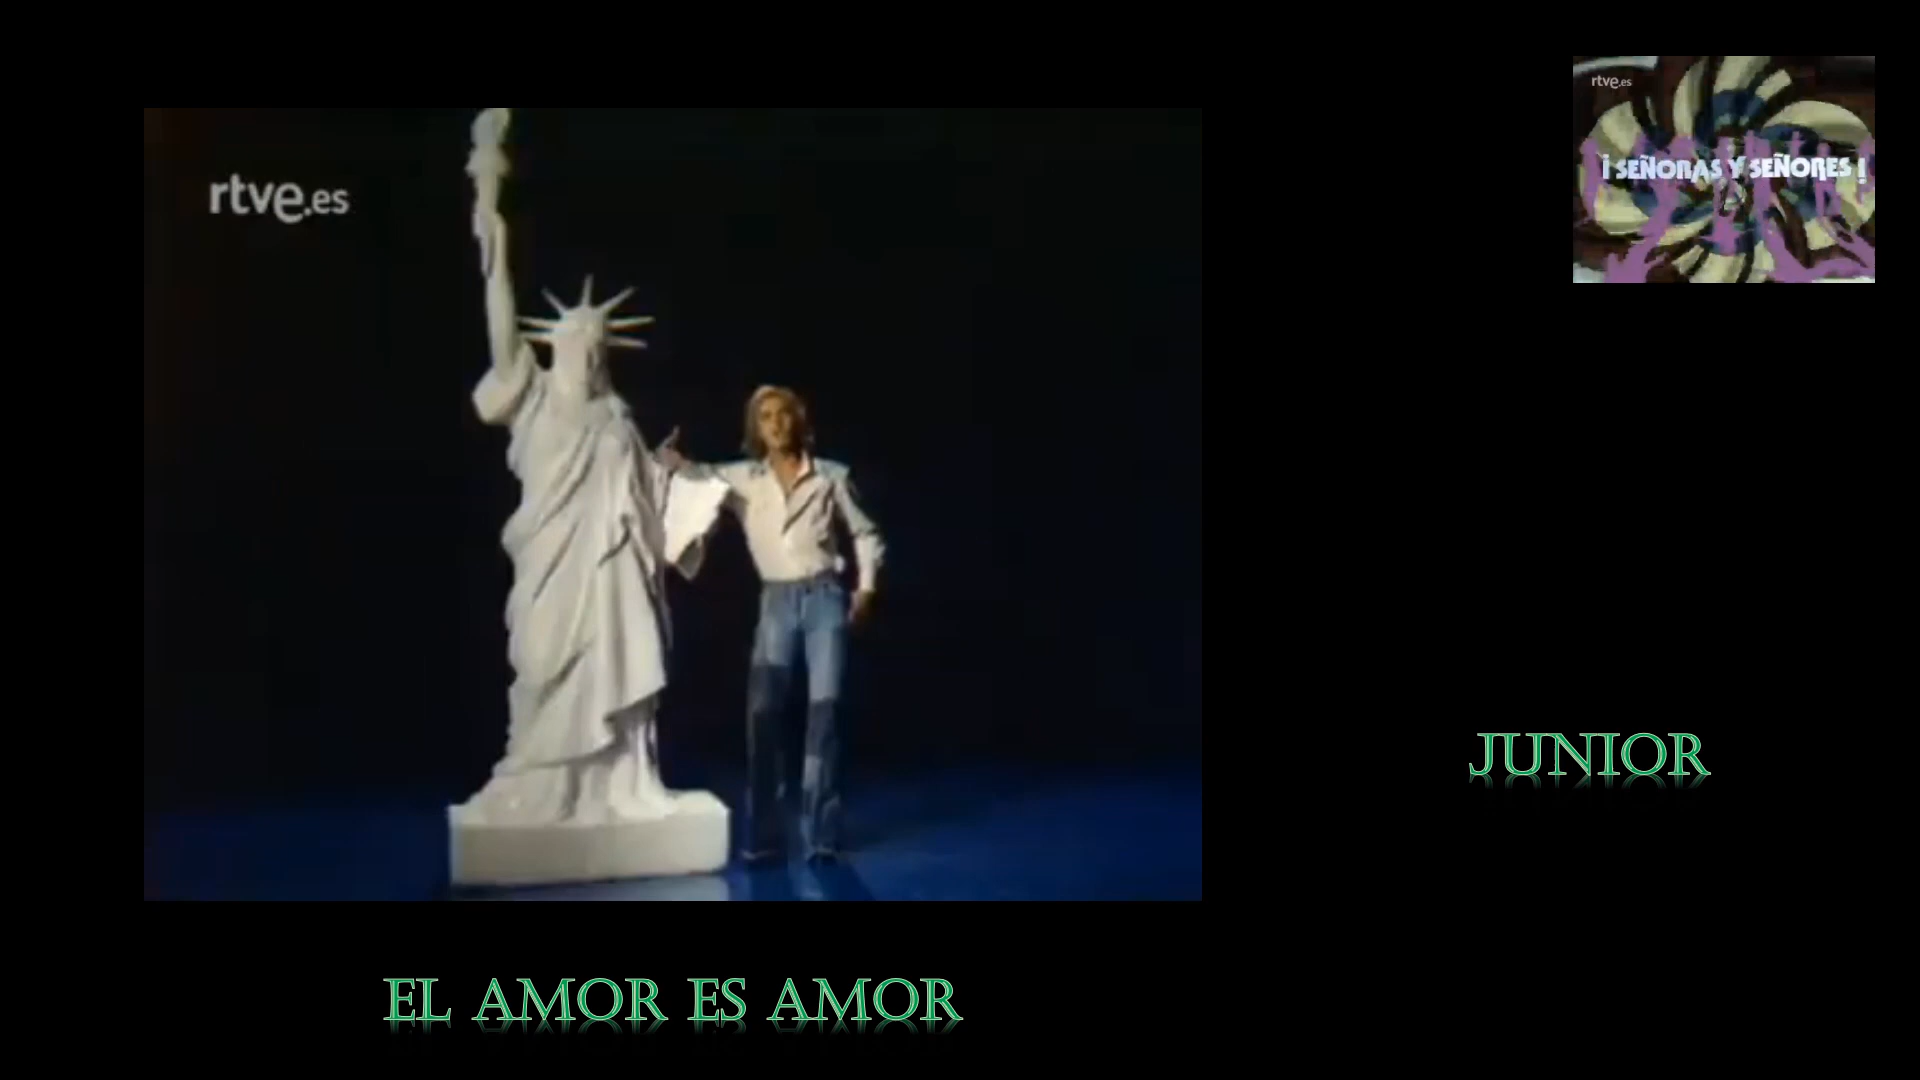 rtve.es
¡SEÑORAS Y SEÑORES!
rtve.es
JUNIOR
EL AMOR ES AMOR